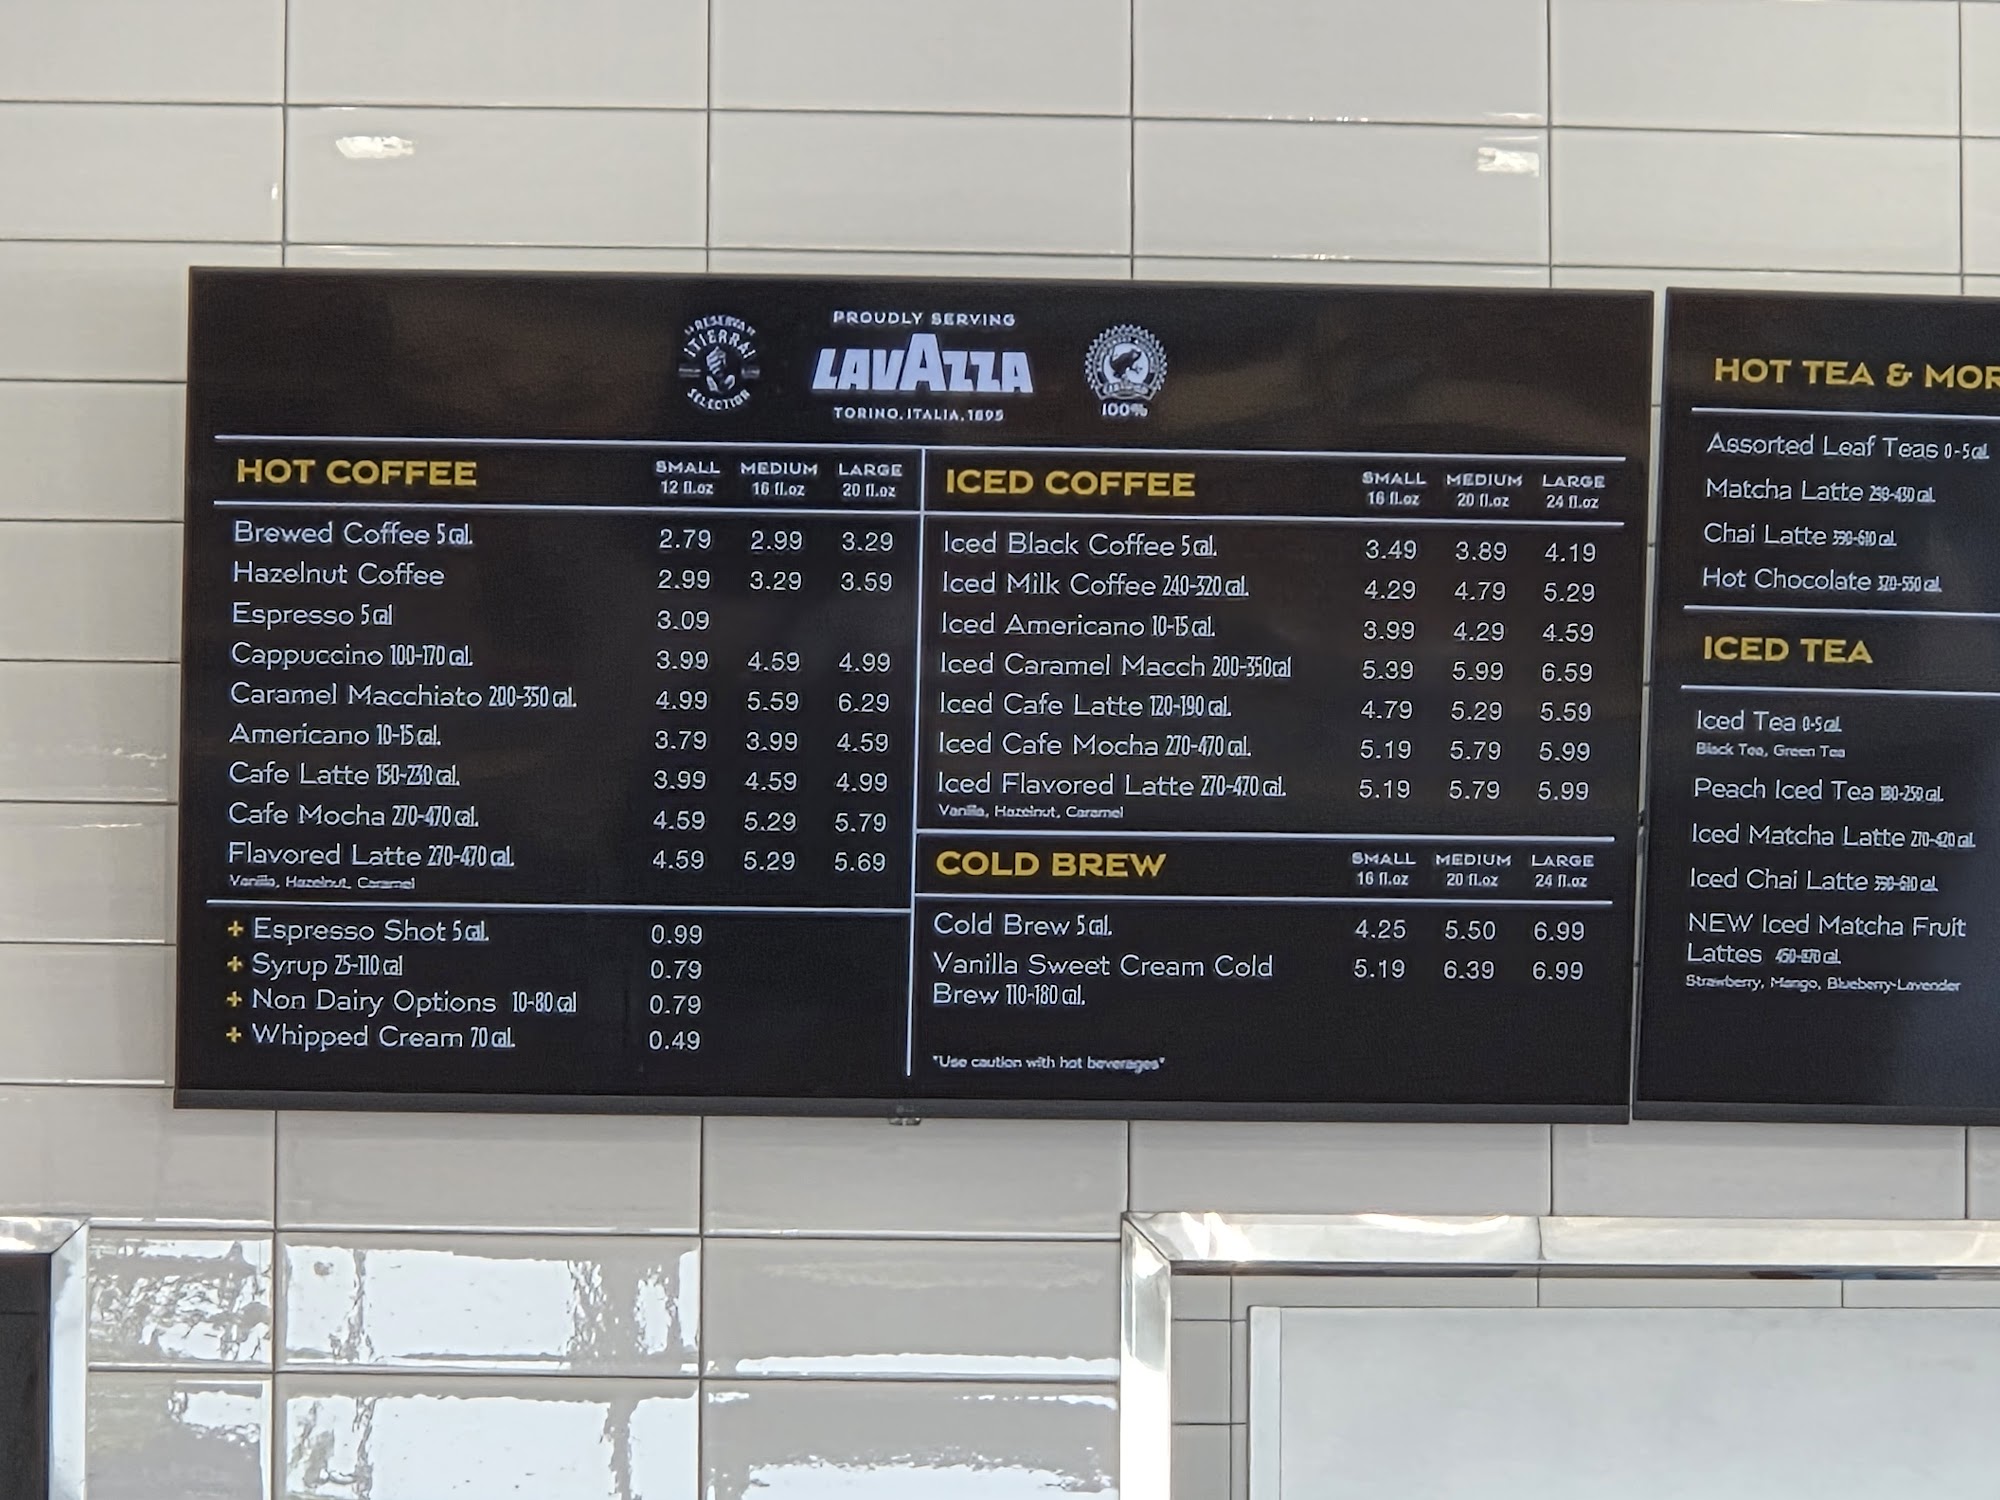 "RESERVA"
¡TIERRA!
SELECTION
PROUDLY SERVING
LAVAZZA
TORINO, ITALIA, 1895
100%
HOT COFFEE SMALL MEDIUM LARGE
12 fl.oz 16 fl.oz 20 fl.oz
Brewed Coffee 5 cal. 2.79 2.99 3.29
Hazelnut Coffee 2.99 3.29 3.59
Espresso 5 cal 3.09
Cappuccino 100-170 cal. 3.99 4.59 4.99
Caramel Macchiato 200-350 cal. 4.99 5.59 6.29
Americano 10-15 cal. 3.79 3.99 4.59
Cafe Latte 150-230 cal. 3.99 4.59 4.99
Cafe Mocha 270-470 cal. 4.59 5.29 5.79
Flavored Latte 270-470 cal. 4.59 5.29 5.69
Vanilla, Hazelnut, Caramel
+ Espresso Shot 5 cal. 0.99
+ Syrup 25-110 cal 0.79
+ Non Dairy Options 10-80 cal 0.79
+ Whipped Cream 70 cal. 0.49
ICED COFFEE SMALL MEDIUM LARGE
16 fl.oz 20 fl.oz 24 fl.oz
Iced Black Coffee 5 cal. 3.49 3.89 4.19
Iced Milk Coffee 240-320 cal. 4.29 4.79 5.29
Iced Americano 10-15 cal. 3.99 4.29 4.59
Iced Caramel Macch 200-350cal 5.39 5.99 6.59
Iced Cafe Latte 120-190 cal. 4.79 5.29 5.59
Iced Cafe Mocha 270-470 cal. 5.19 5.79 5.99
Iced Flavored Latte 270-470 cal. 5.19 5.79 5.99
Vanilla, Hazelnut, Caramel
COLD BREW SMALL MEDIUM LARGE
16 fl.oz 20 fl.oz 24 fl.oz
Cold Brew 5 cal. 4.25 5.50 6.99
Vanilla Sweet Cream Cold 5.19 6.39 6.99
Brew 110-180 cal.
*Use caution with hot beverages*
HOT TEA & MOR
Assorted Leaf Teas 0-5 cal.
Matcha Latte cal.
Chai Latte cal.
Hot Chocolate cal.
ICED TEA
Iced Tea 0-5 cal.
Black Tea, Green Tea
Peach Iced Tea 180-250 cal.
Iced Matcha Latte 270-420 cal.
Iced Chai Latte cal.
NEW Iced Matcha Fruit
Lattes cal.
Strawberry, Mango, Blueberry-Lavender